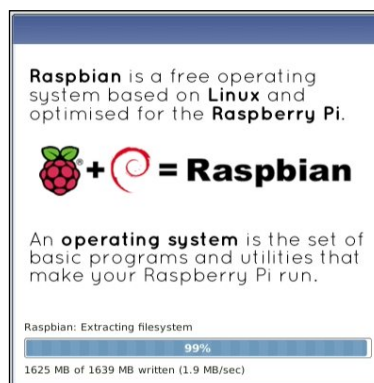 Raspbian is a free operating
system based on Linux and
optimised for the Raspberry Pi.
+ = Raspbian
An operating system is the set of
basic programs and utilities that
make your Raspberry Pi run.
Raspbian: Extracting filesystem
99%
1625 MB of 1639 MB written (1.9 MB/sec)